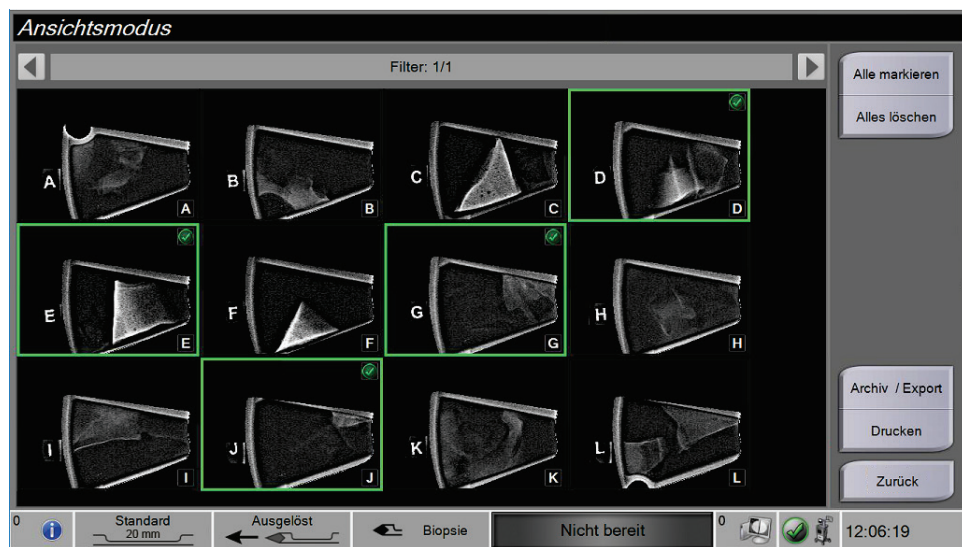 Ansichtsmodus
Filter: 1/1
Alle markieren
Alles löschen
A A
B B
C C
D D
E E
F F
G G
H H
I I
J J
K K
L L
Archiv / Export
Drucken
Zurück
0 Standard Ausgelöst Biopsie Nicht bereit 0 12:06:19
20 mm